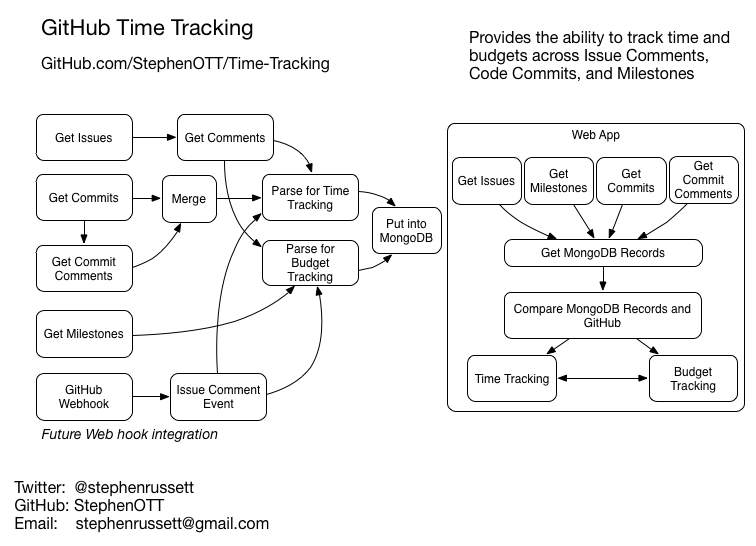 GitHub Time Tracking
GitHub.com/StephenOTT/Time-Tracking
Provides the ability to track time and
budgets across Issue Comments,
Code Commits, and Milestones
Get Issues
Get Comments
Get Commits
Merge
Parse for Time
Tracking
Put into
MongoDB
Get Commit
Comments
Parse for
Budget
Tracking
Get Milestones
GitHub
Webhook
Issue Comment
Event
Future Web hook integration
Web App
Get Issues
Get
Milestones
Get
Commits
Get
Commit
Comments
Get MongoDB Records
Compare MongoDB Records and
GitHub
Time Tracking
Budget
Tracking
Twitter: @stephenrussett
GitHub: StephenOTT
Email: stephenrussett@gmail.com